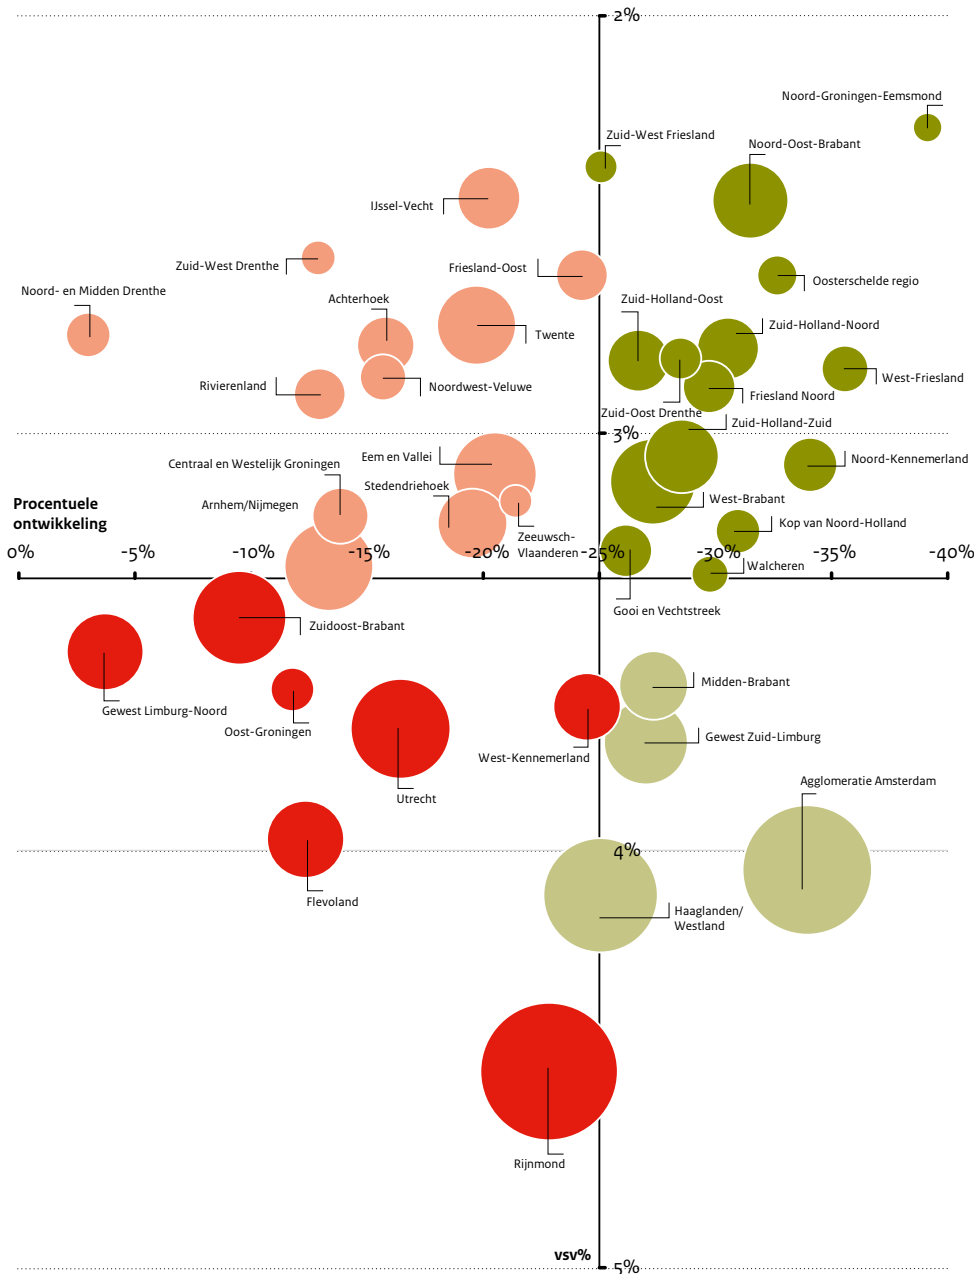 2%
Noord-Groningen-Eemsmond
Zuid-West Friesland
Noord-Oost-Brabant
IJssel-Vecht
Zuid-West Drenthe
Friesland-Oost
Oosterschelde regio
Noord- en Midden Drenthe
Achterhoek
Zuid-Holland-Oost
Zuid-Holland-Noord
Twente
West-Friesland
Rivierenland
Noordwest-Veluwe
Friesland Noord
Zuid-Oost Drenthe
Zuid-Holland-Zuid
3%
Eem en Vallei
Centraal en Westelijk Groningen
Noord-Kennemerland
Stedendriehoek
Arnhem/Nijmegen
West-Brabant
Procentuele
ontwikkeling
Kop van Noord-Holland
Zeeuwsch-
Vlaanderen
0% -5% -10% -15% -20% -25% -30% -35% -40%
Walcheren
Gooi en Vechtstreek
Zuidoost-Brabant
Midden-Brabant
Gewest Limburg-Noord
Oost-Groningen
Gewest Zuid-Limburg
West-Kennemerland
Agglomeratie Amsterdam
Utrecht
4%
Flevoland
Haaglanden/
Westland
Rijnmond
vsv%
5%